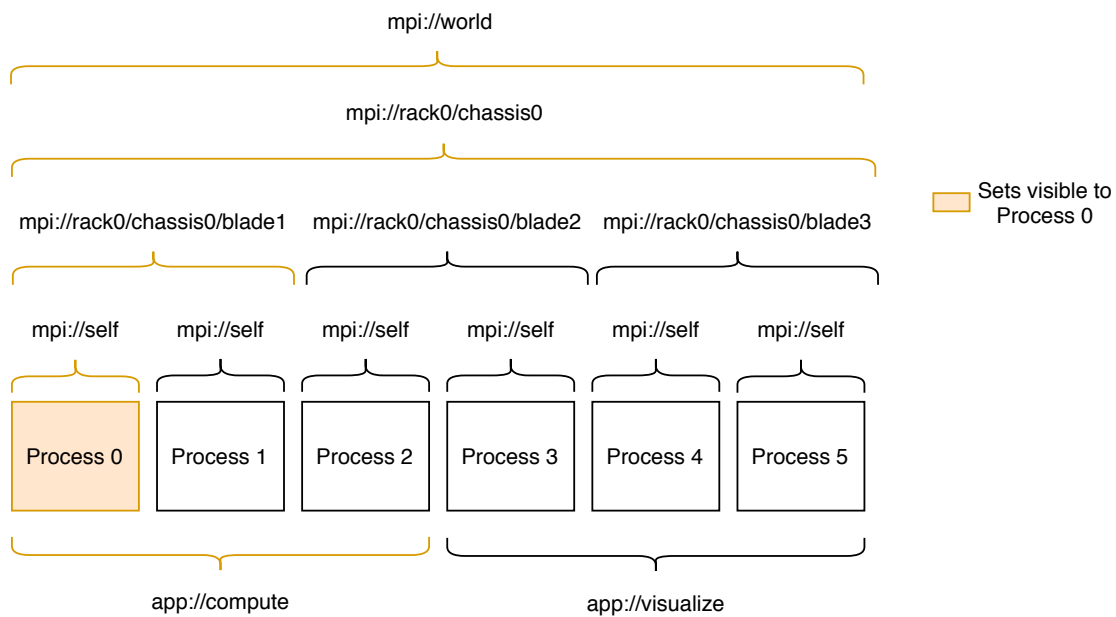 mpi://world
mpi://rack0/chassis0
mpi://rack0/chassis0/blade1 mpi://rack0/chassis0/blade2 mpi://rack0/chassis0/blade3
Sets visible to
Process 0
mpi://self mpi://self mpi://self mpi://self mpi://self mpi://self
Process 0 Process 1 Process 2 Process 3 Process 4 Process 5
app://compute app://visualize